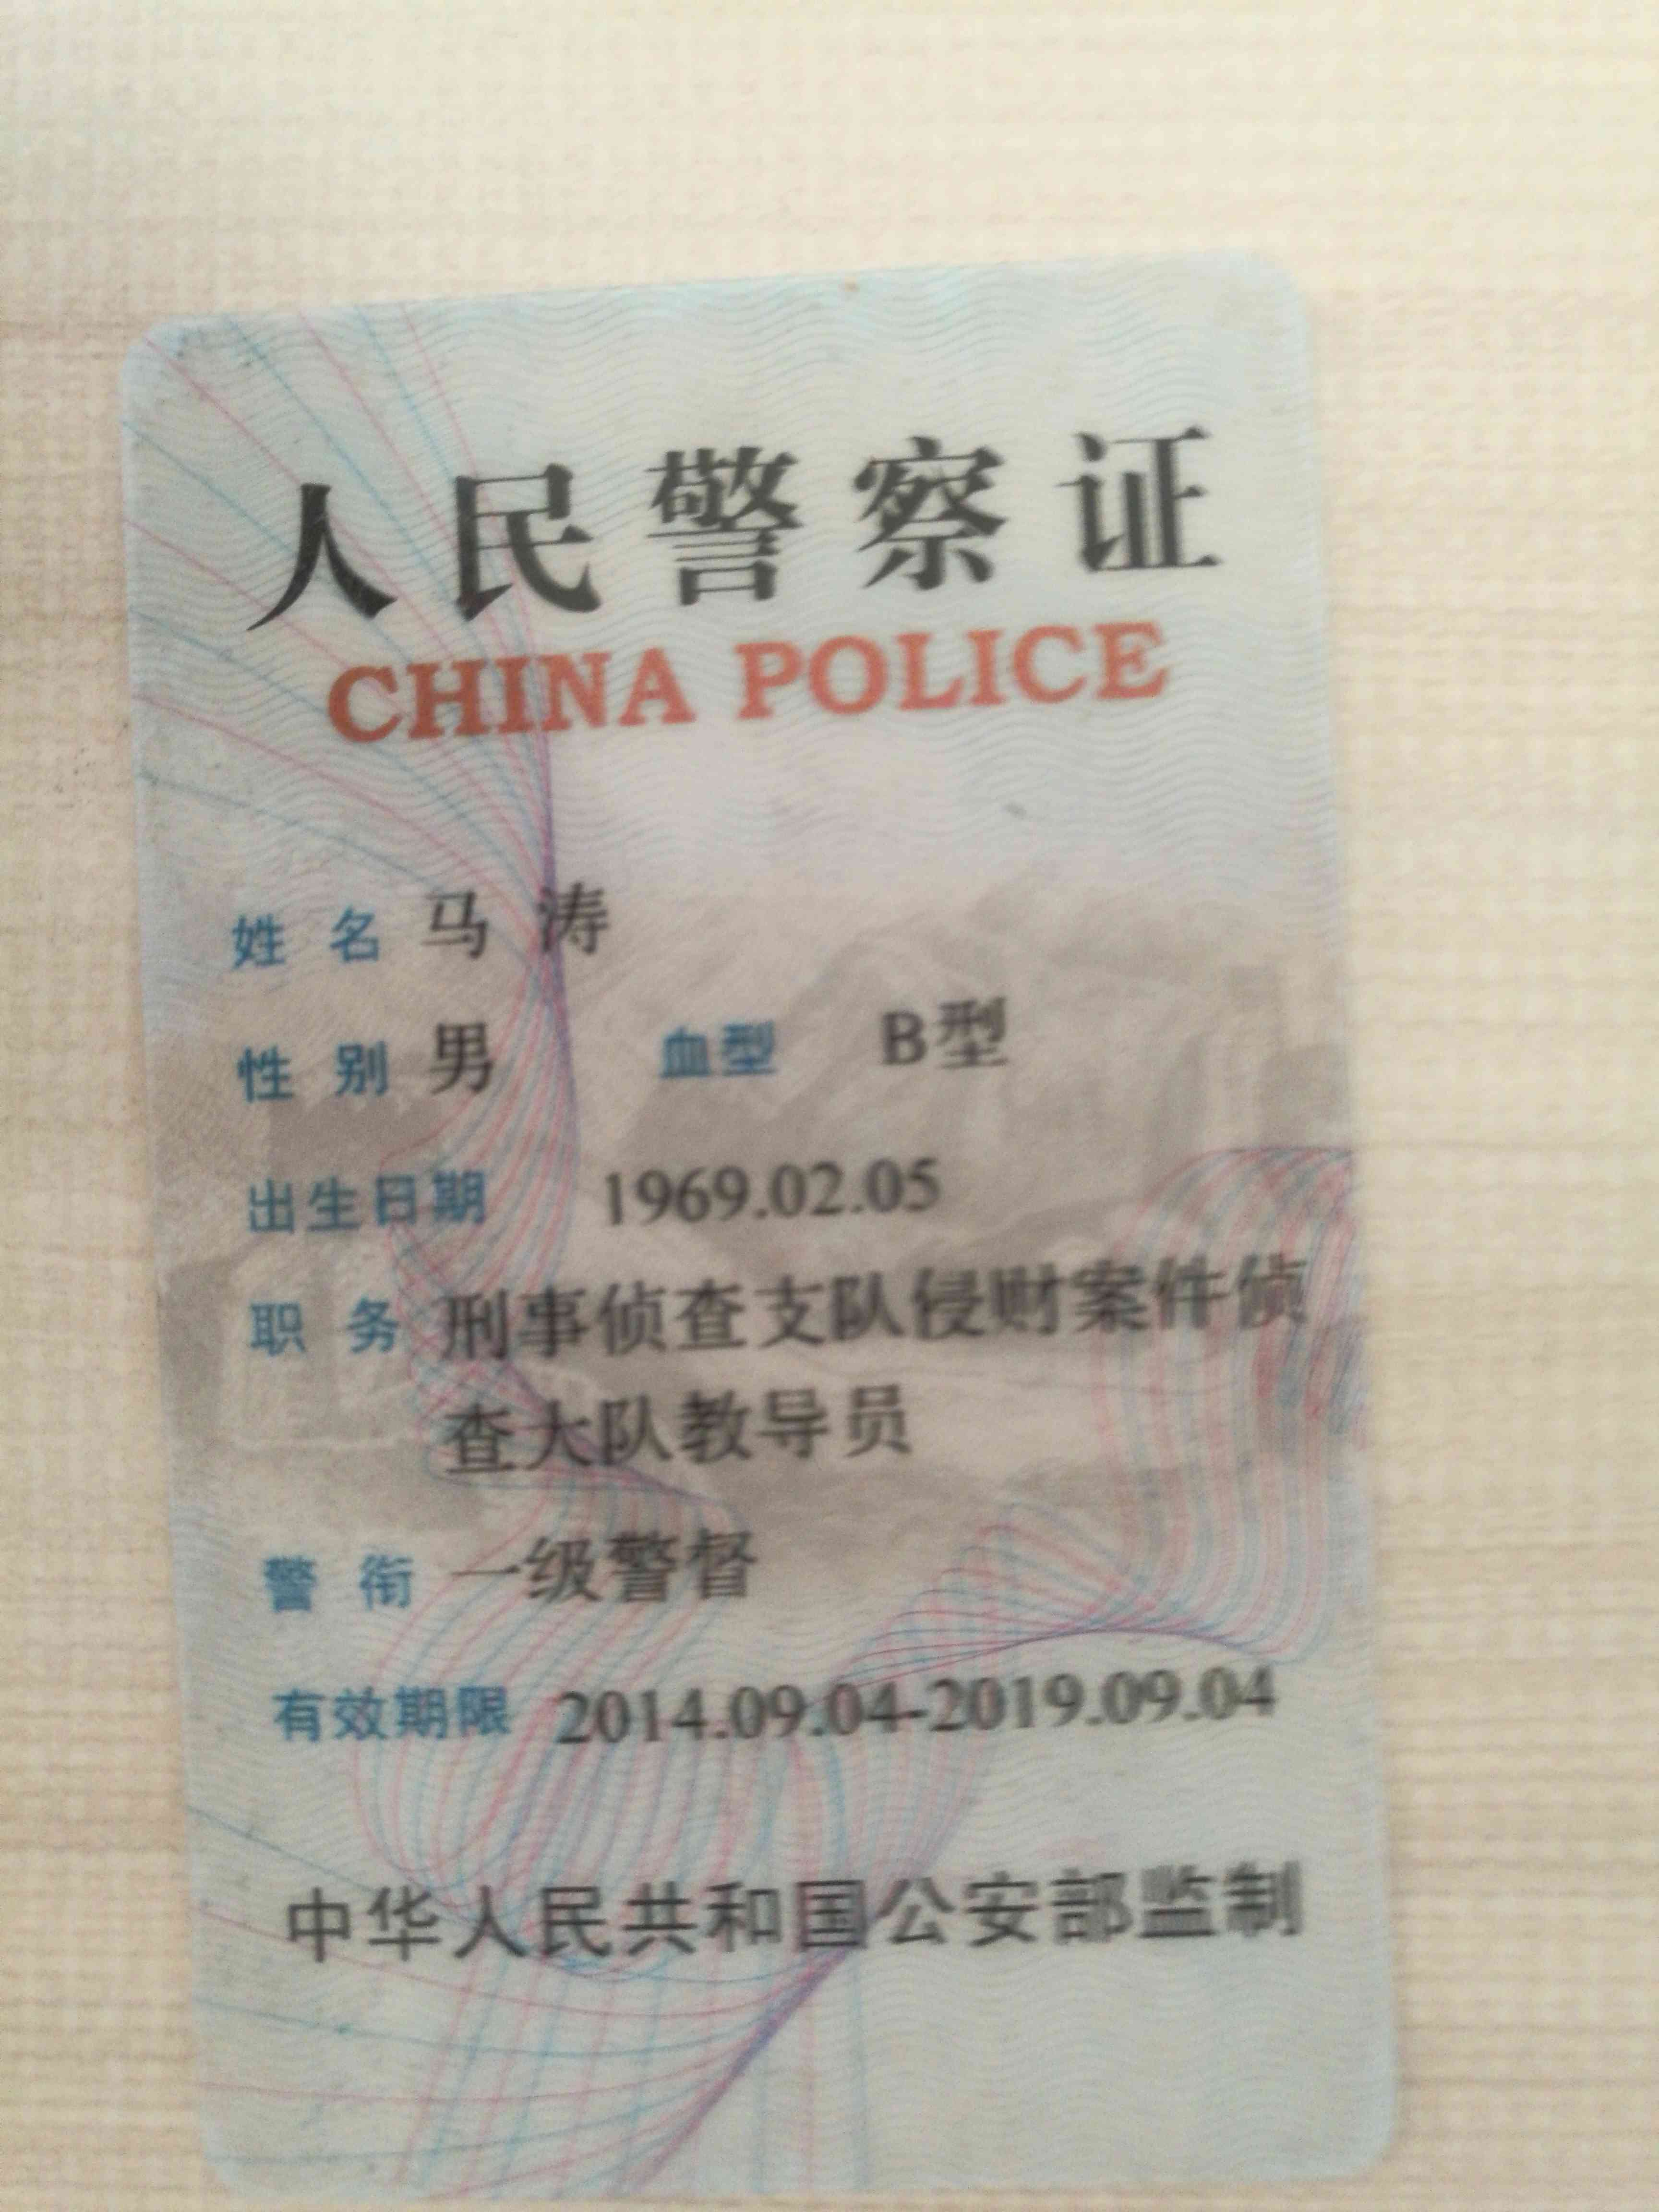 人民警察证
CHINA POLICE
姓 名 马 涛
性 别 男 血型 B型
出生日期 1969.02.05
职 务 刑事侦查支队侵财案件侦
查大队教导员
警 衔 一级警督
有效期限 2014.09.04-2019.09.04
中华人民共和国公安部监制